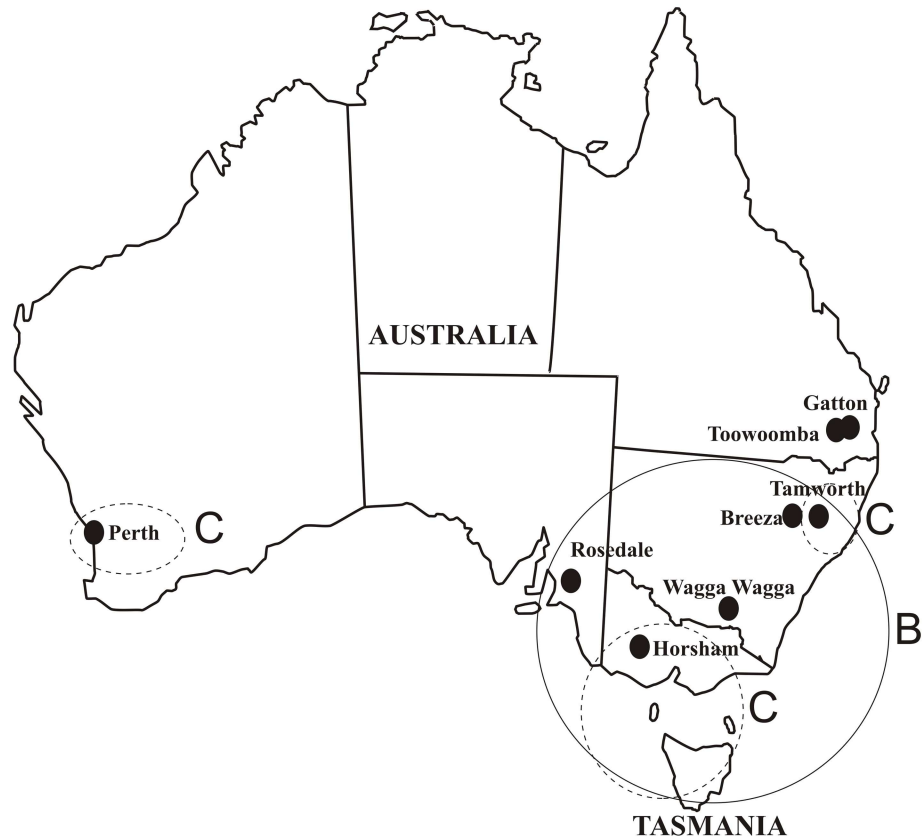 AUSTRALIA
Gatton
Toowoomba
Tamworth
Breeza
C
Perth
C
Rosedale
Wagga Wagga
B
Horsham
C
TASMANIA